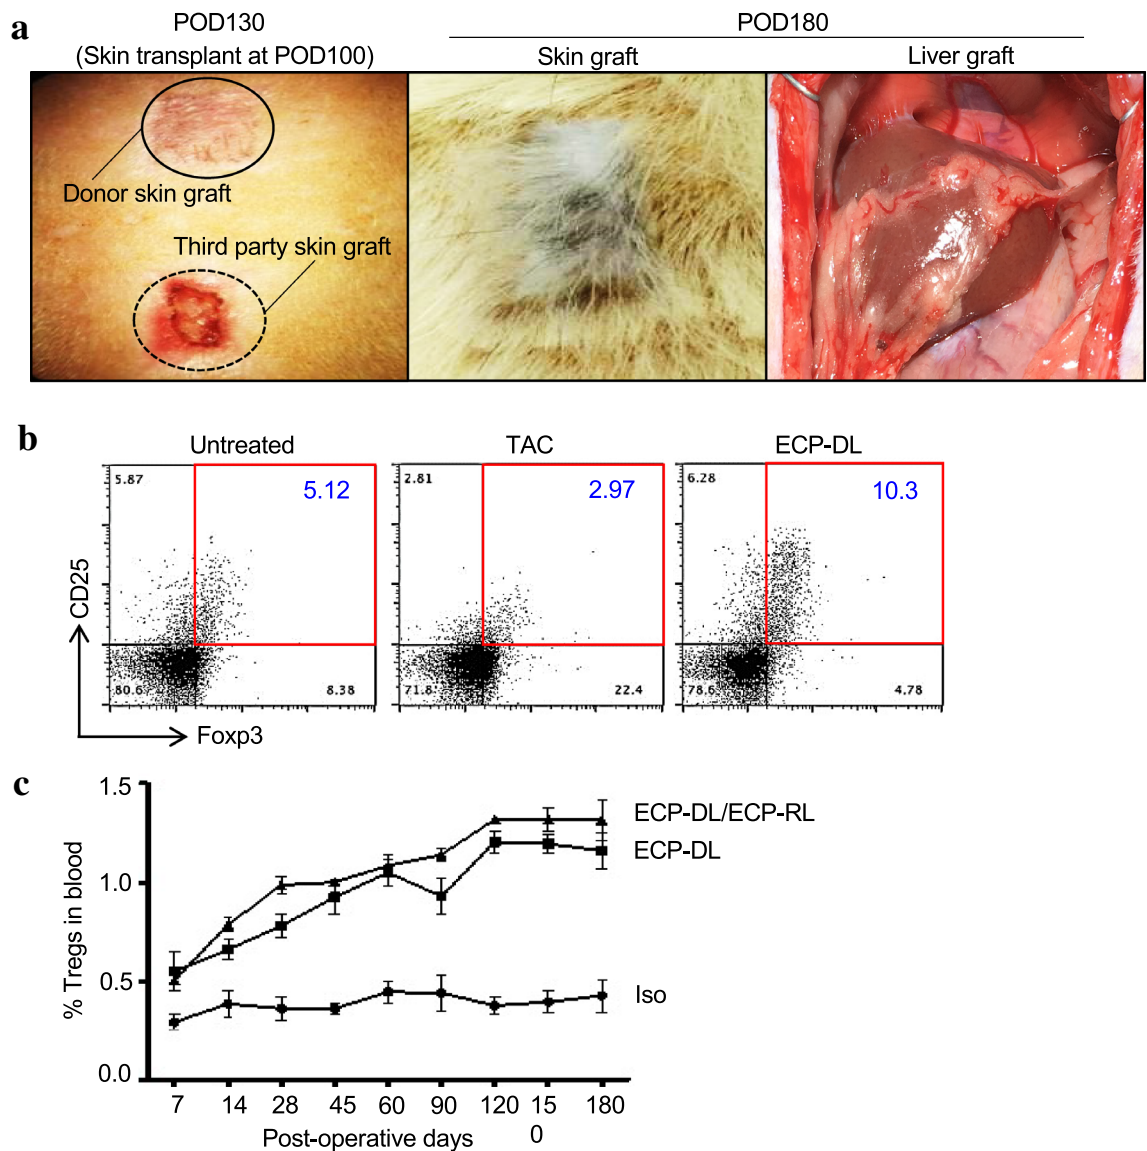 a
POD130
(Skin transplant at POD100)
POD180
Skin graft
Liver graft
Donor skin graft
Third party skin graft
b
Untreated
TAC
ECP-DL
5.87
5.12
2.81
2.97
6.28
10.3
CD25
80.6
8.38
71.8
22.4
78.6
4.78
Foxp3
c
% Tregs in blood
1.5
1.0
0.5
0.0
ECP-DL/ECP-RL
ECP-DL
Iso
7 14 28 45 60 90 120 15 180
0
Post-operative days